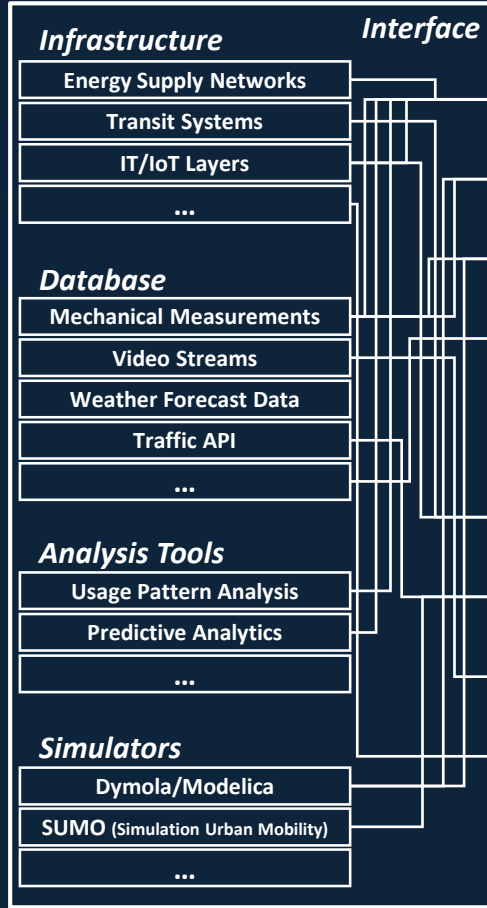 Interface
Infrastructure
Energy Supply Networks
Transit Systems
IT/IoT Layers
...
Database
Mechanical Measurements
Video Streams
Weather Forecast Data
Traffic API
...
Analysis Tools
Usage Pattern Analysis
Predictive Analytics
...
Simulators
Dymola/Modelica
SUMO (Simulation Urban Mobility)
...